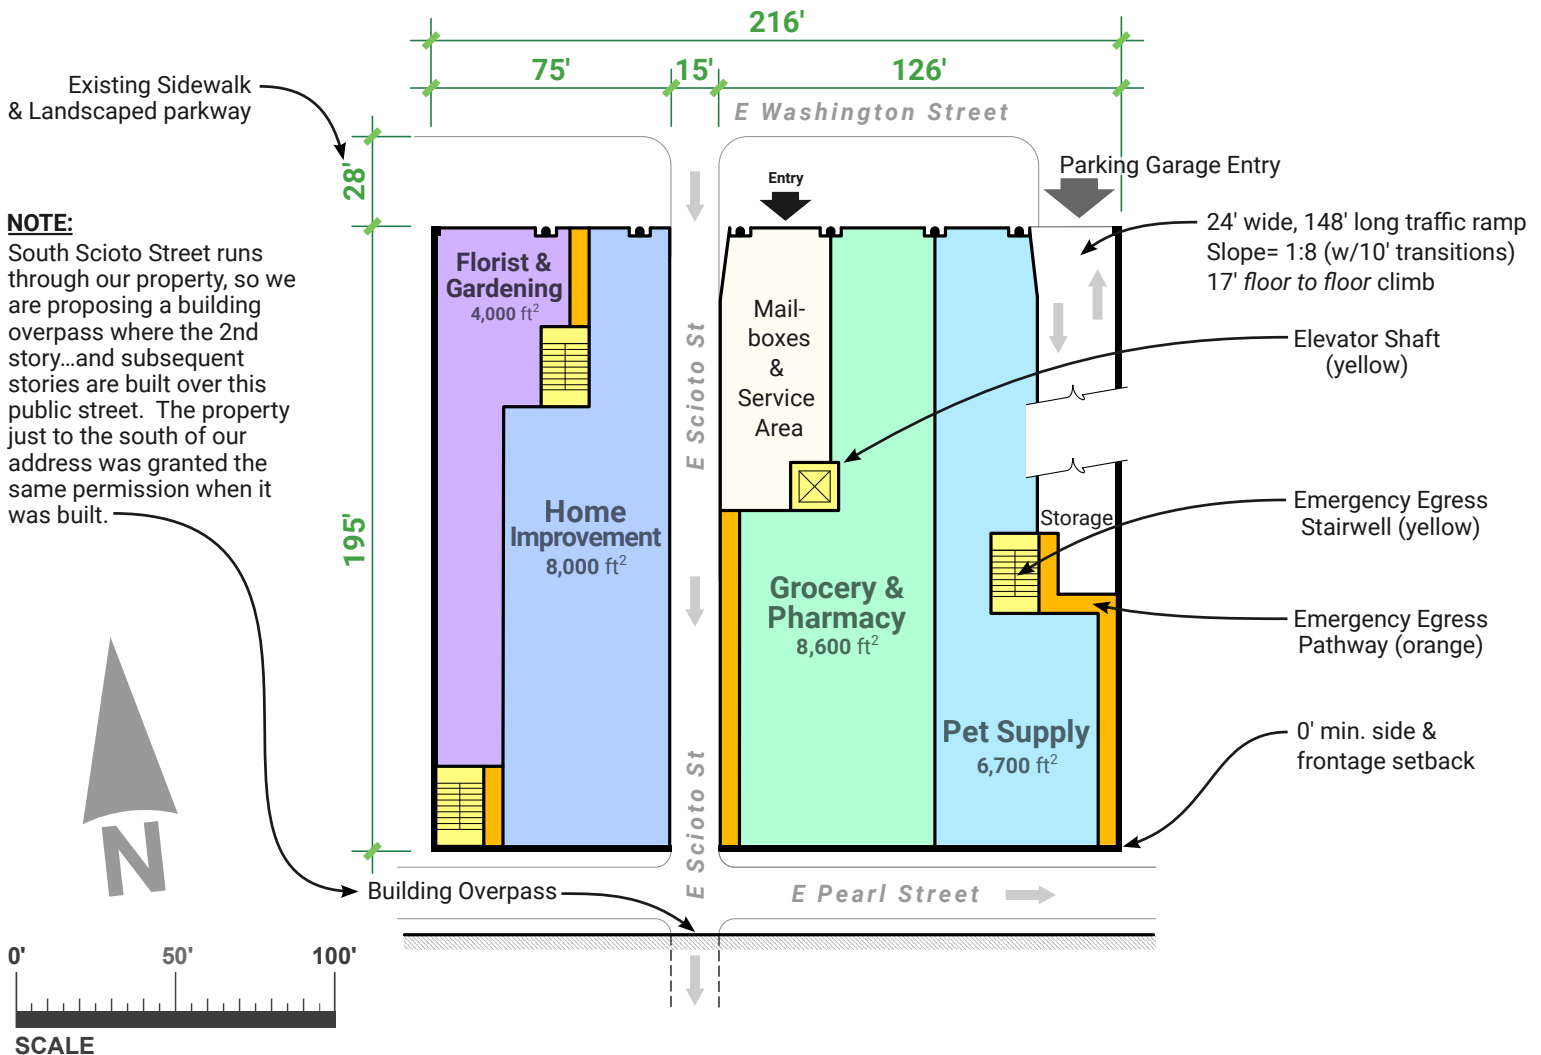 216'
75'
15'
126'
E Washington Street
Existing Sidewalk
& Landscaped parkway
28'
Entry
Parking Garage Entry
24' wide, 148' long traffic ramp
Slope= 1:8 (w/10' transitions)
17' floor to floor climb
NOTE:
South Scioto Street runs
through our property, so we
are proposing a building
overpass where the 2nd
story...and subsequent
stories are built over this
public street.  The property
just to the south of our
address was granted the
same permission when it
was built.
Florist &
Gardening
4,000 ft²
Mail-
boxes
&
Service
Area
E Scioto St
Elevator Shaft
(yellow)
195'
Home
Improvement
8,000 ft²
Storage
Emergency Egress
Stairwell (yellow)
Grocery &
Pharmacy
8,600 ft²
Emergency Egress
Pathway (orange)
Pet Supply
6,700 ft²
0' min. side &
frontage setback
E Scioto St
Building Overpass
E Pearl Street
N
0'
50'
100'
SCALE